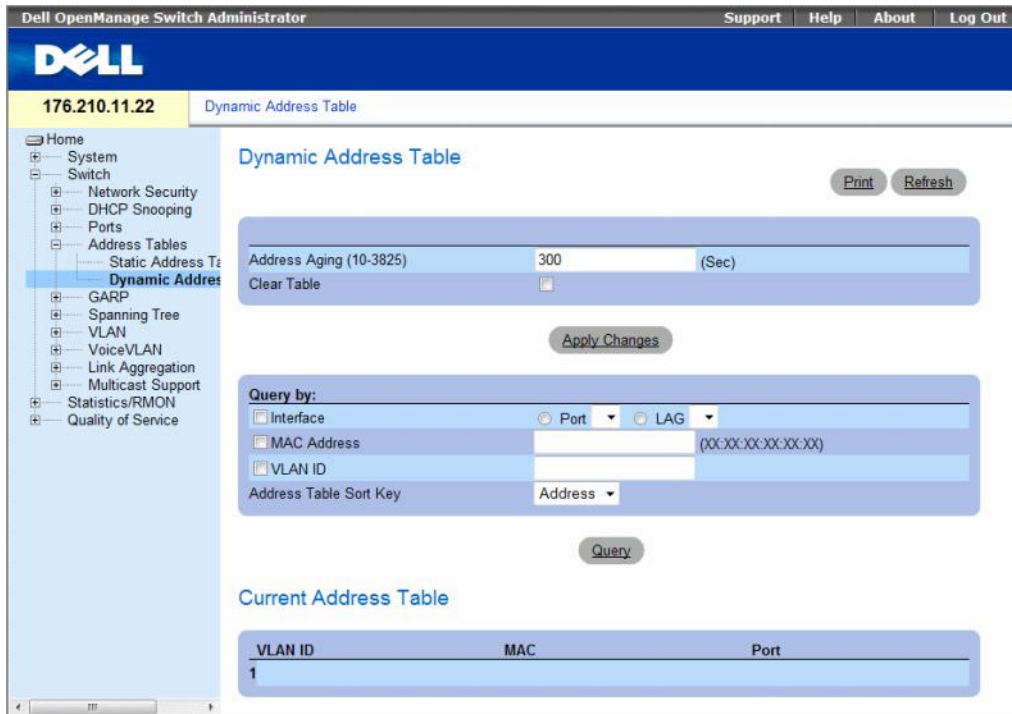 Dell OpenManage Switch Administrator
Support Help About Log Out
DELL
176.210.11.22
Dynamic Address Table
Home
System
Switch
Network Security
DHCP Snooping
Ports
Address Tables
Static Address Ta
Dynamic Addres
GARP
Spanning Tree
VLAN
VoiceVLAN
Link Aggregation
Multicast Support
Statistics/RMON
Quality of Service
Dynamic Address Table
Print Refresh
Address Aging (10-3825) 300 (Sec)
Clear Table
Apply Changes
Query by:
Interface Port LAG
MAC Address (XX:XX:XX:XX:XX:XX)
VLAN ID
Address Table Sort Key Address
Query
Current Address Table
VLAN ID MAC Port
1